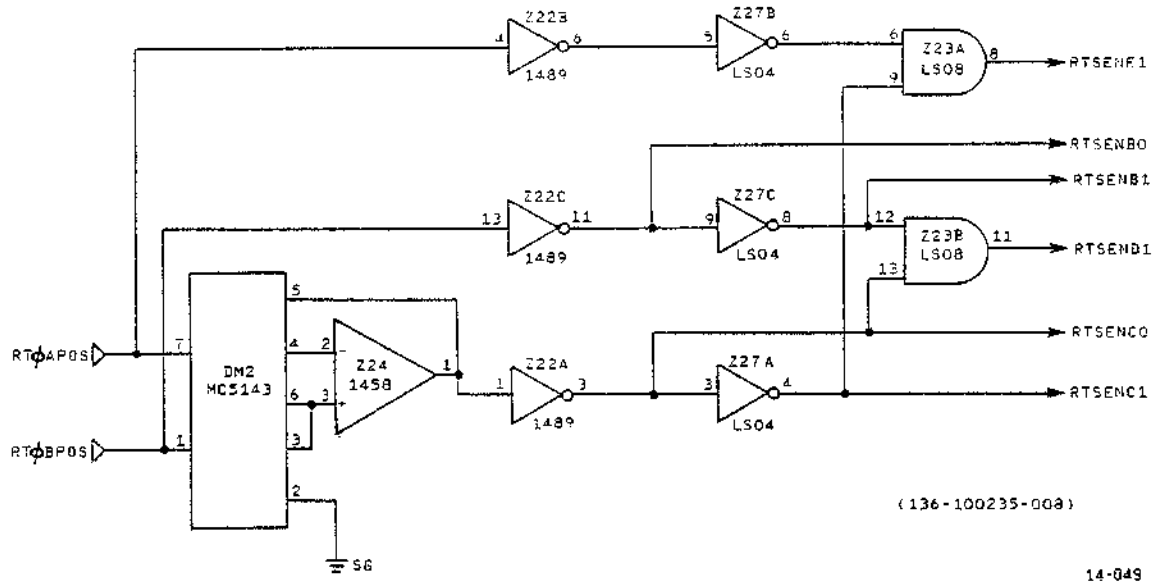 Z22B
Z27B
4
6
5
6
6
Z23A
LS08
8
RTSENE1
1489
LS04
9
RTSENB0
RTSENB1
Z22C
Z27C
13
11
9
8
12
Z23B
LS08
11
RTSEND1
1489
LS04
13
5
RTSENC0
RTϕAPOS
7
DM2
MC5143
4
2
-
Z24
1458
1
Z22A
Z27A
1
3
3
4
RTSENC1
6
3
+
1489
LS04
RTϕBPOS
1
3
2
(136-100235-008)
SG
14-049